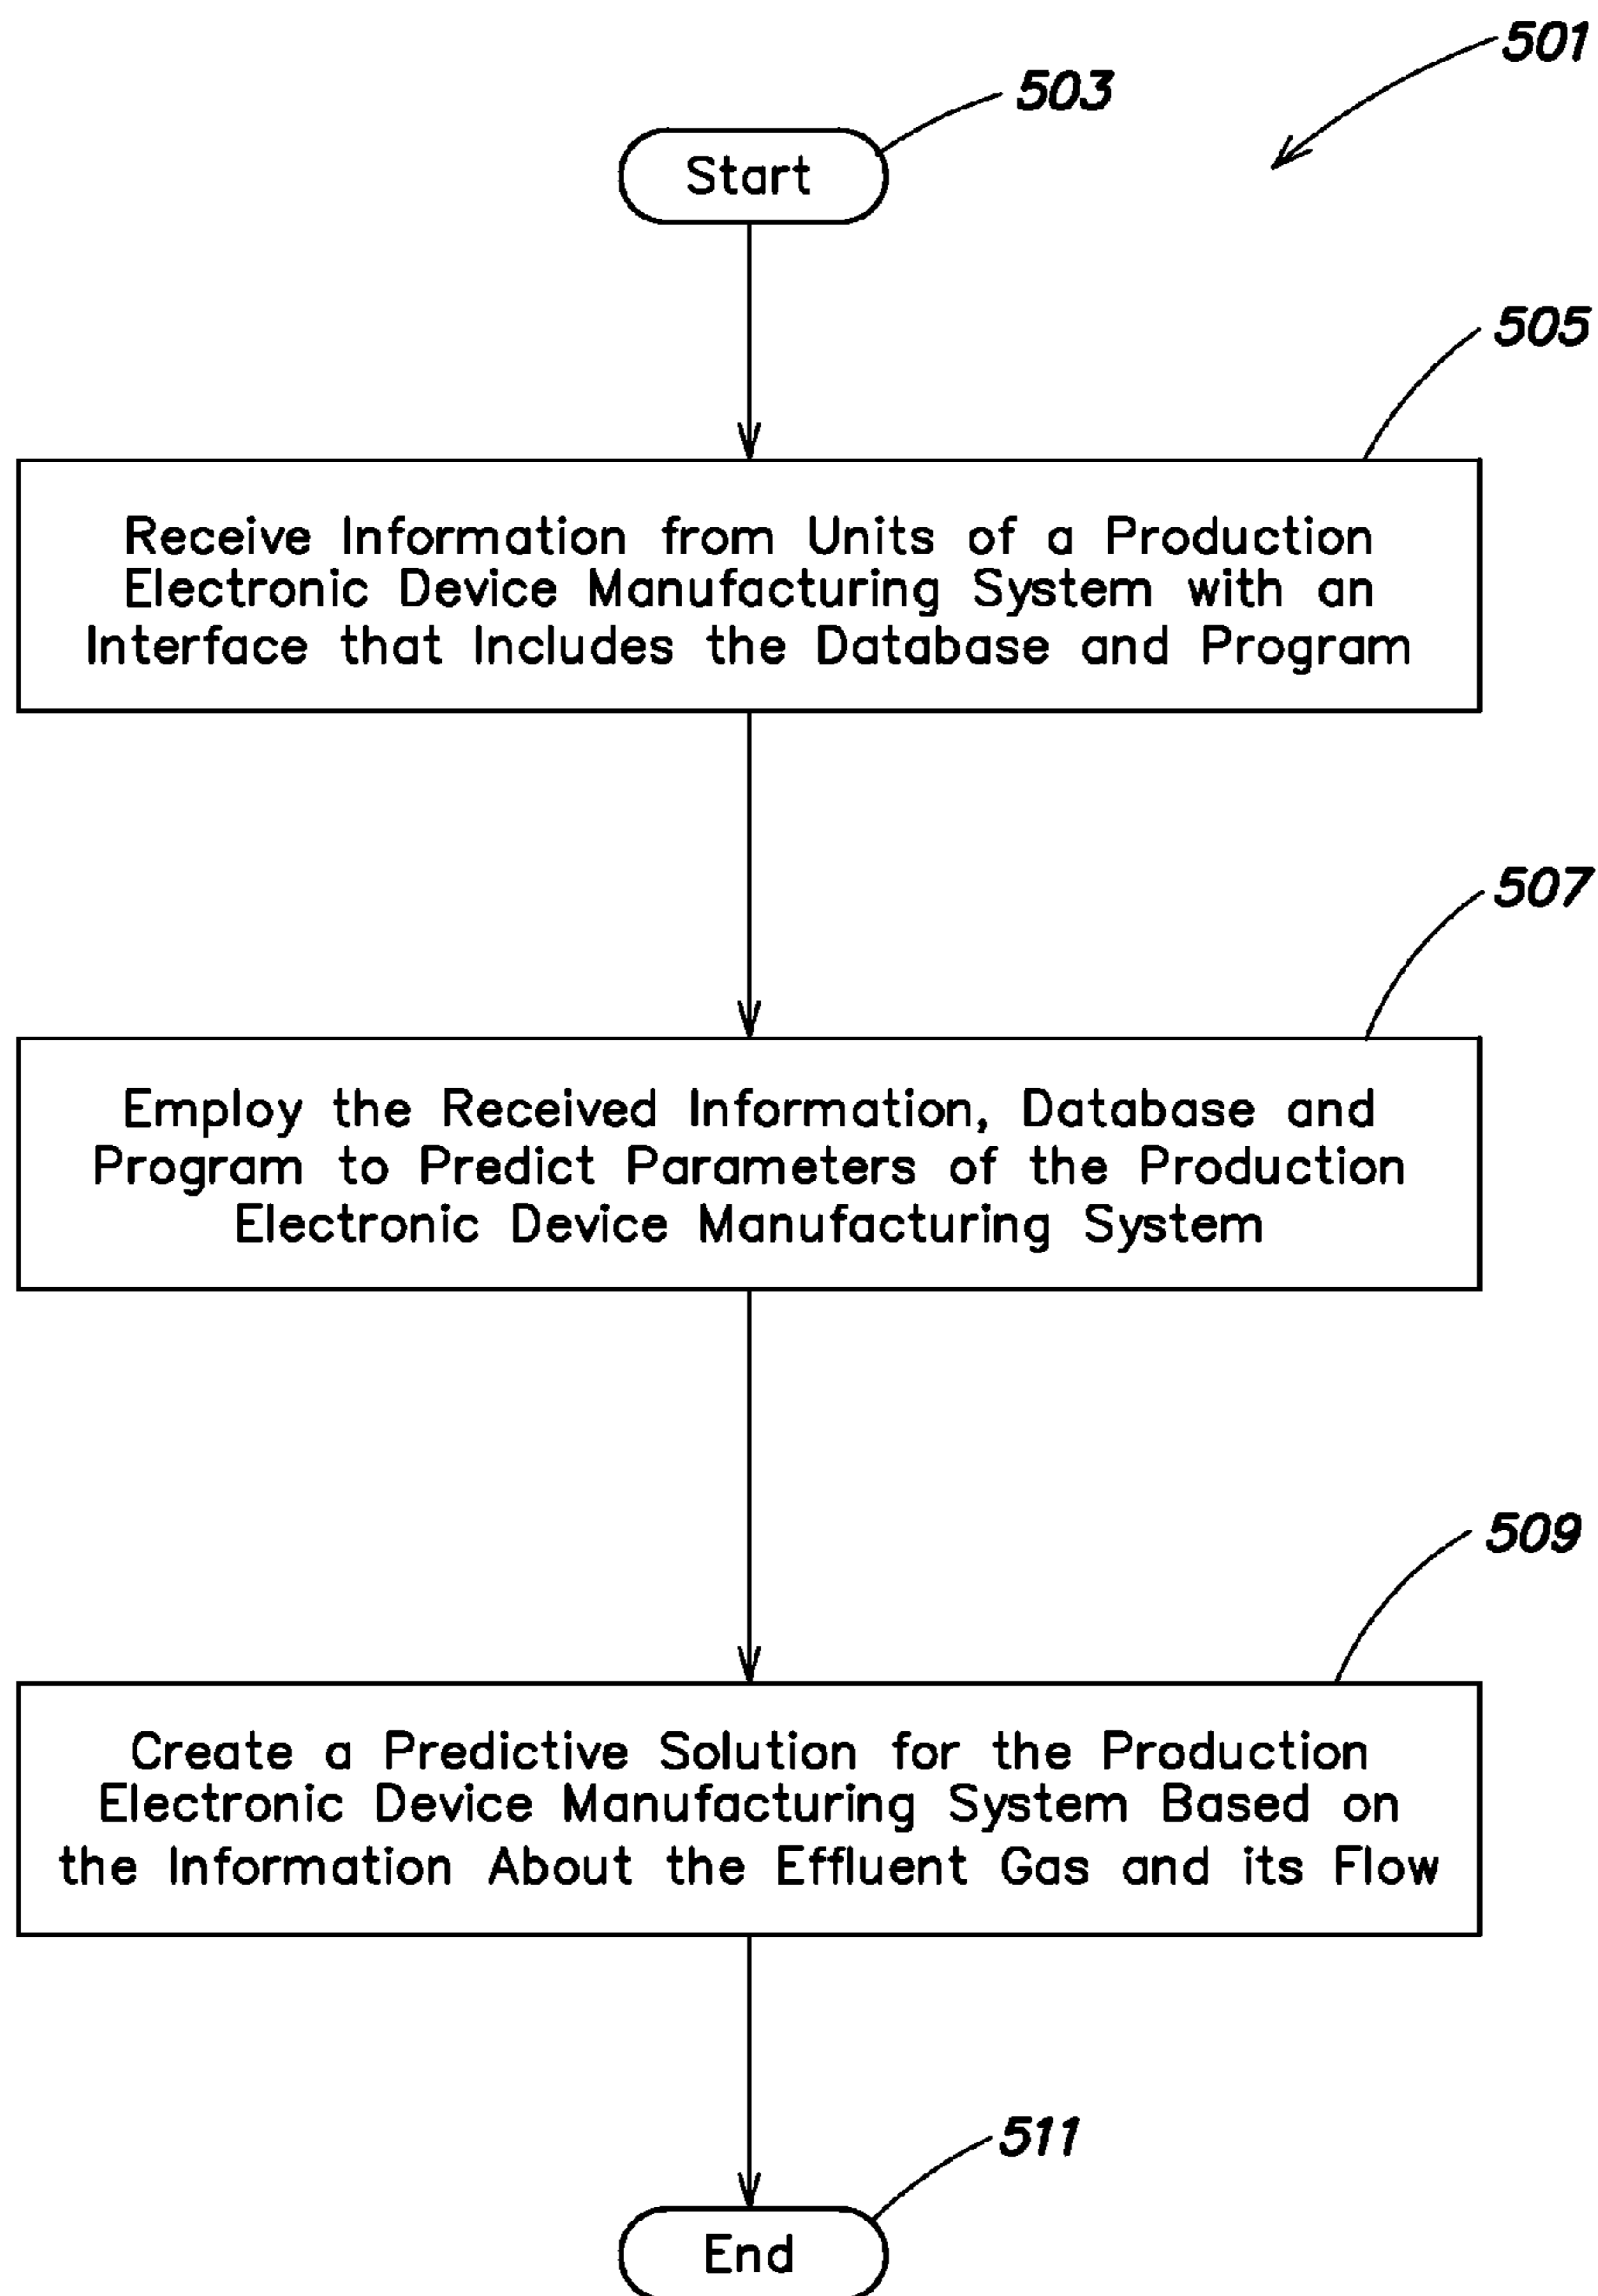 501
503
Start
505
Receive Information from Units of a Production
Electronic Device Manufacturing System with an
Interface that Includes the Database and Program
507
Employ the Received Information, Database and
Program to Predict Parameters of the Production
Electronic Device Manufacturing System
509
Create a Predictive Solution for the Production
Electronic Device Manufacturing System Based on
the Information About the Effluent Gas and its Flow
511
End